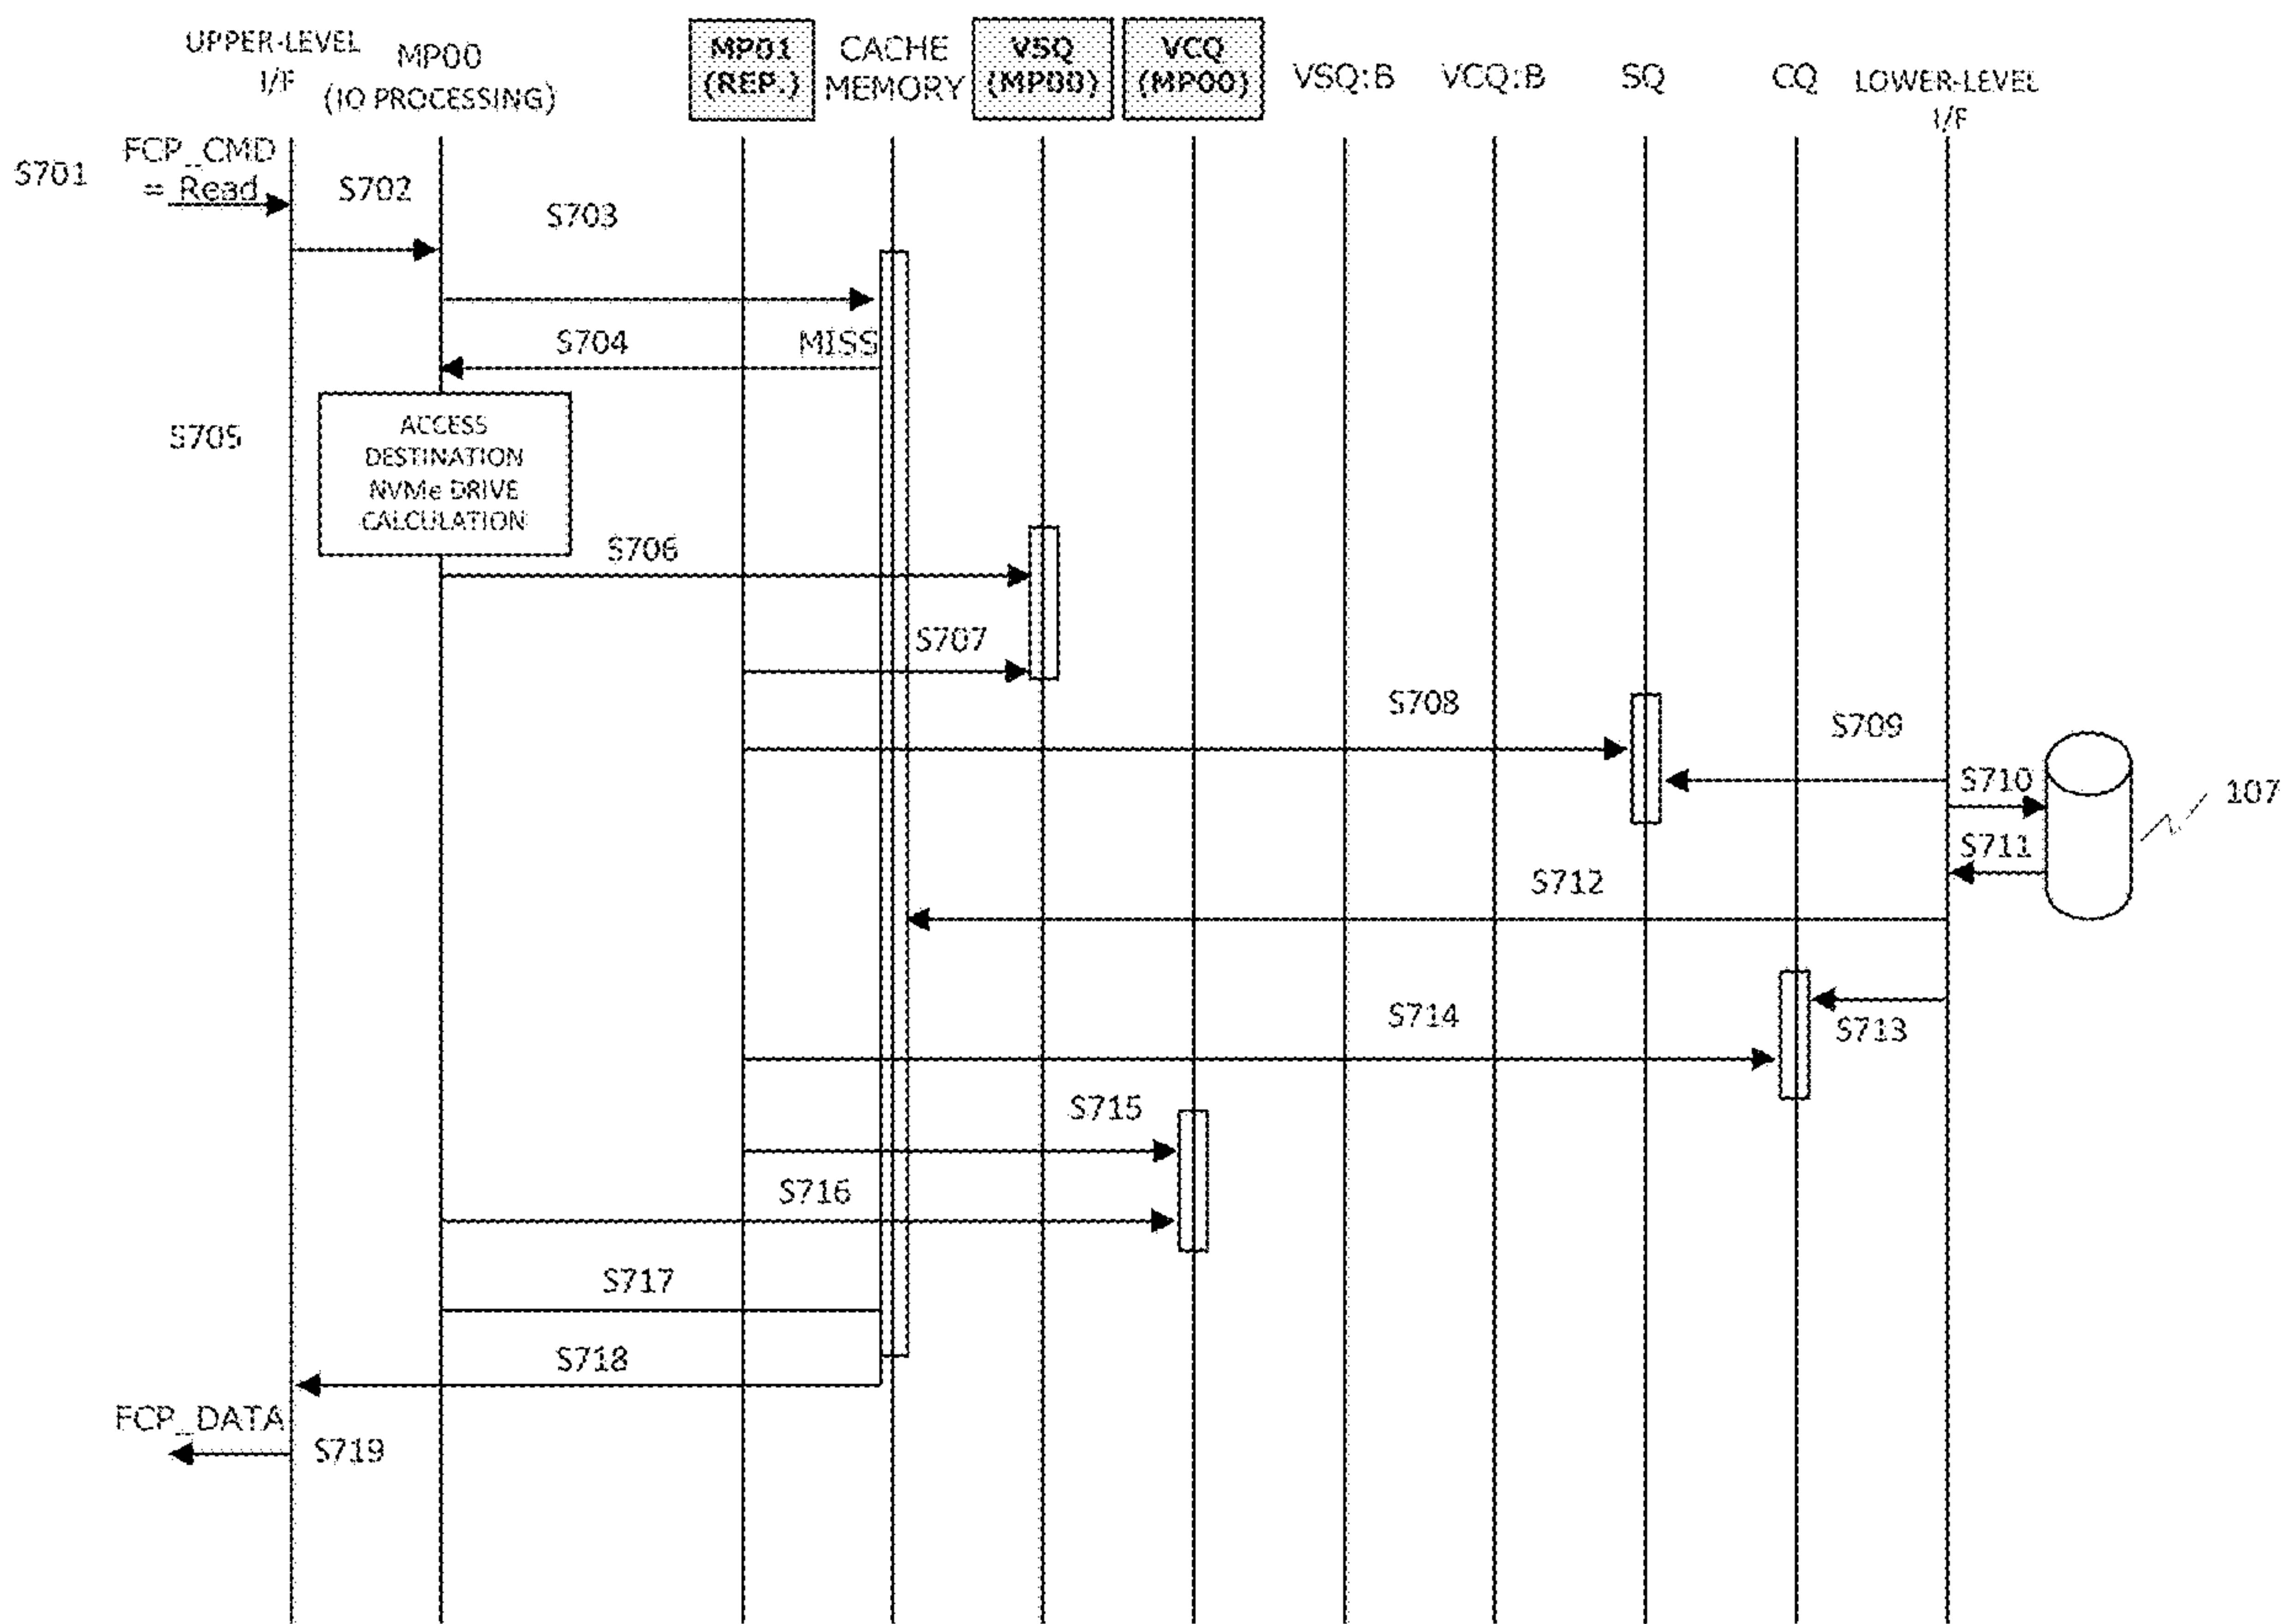 UPPER-LEVEL
I/F
MP00
(IO PROCESSING)
MP01
(REP.)
CACHE
MEMORY
VSQ
(MP00)
VCQ
(MP00)
VSQ:B
VCQ:B
SQ
CQ
LOWER-LEVEL
I/F
S701
FCP_CMD
= Read
S702
S703
S704
MISS
S705
ACCESS
DESTINATION
NVMe DRIVE
CALCULATION
S706
S707
S708
S709
S710
107
S711
S712
S713
S714
S715
S716
S717
S718
FCP_DATA
S719